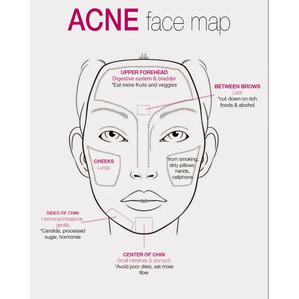 ACNE face map
UPPER FOREHEAD
Digestive system & bladder
*Eat more fruits and veggies
BETWEEN BROWS
Liver
*cut down on rich
foods & alcohol
CHEEKS
Lungs
from smoking,
dirty pillows,
hands,
cellphone
SIDES OF CHIN
Hormonal imbalance
*Candida, processed
sugar, hormones
CENTER OF CHIN
Small intestines & stomach
*Avoid poor diets, eat more
fiber